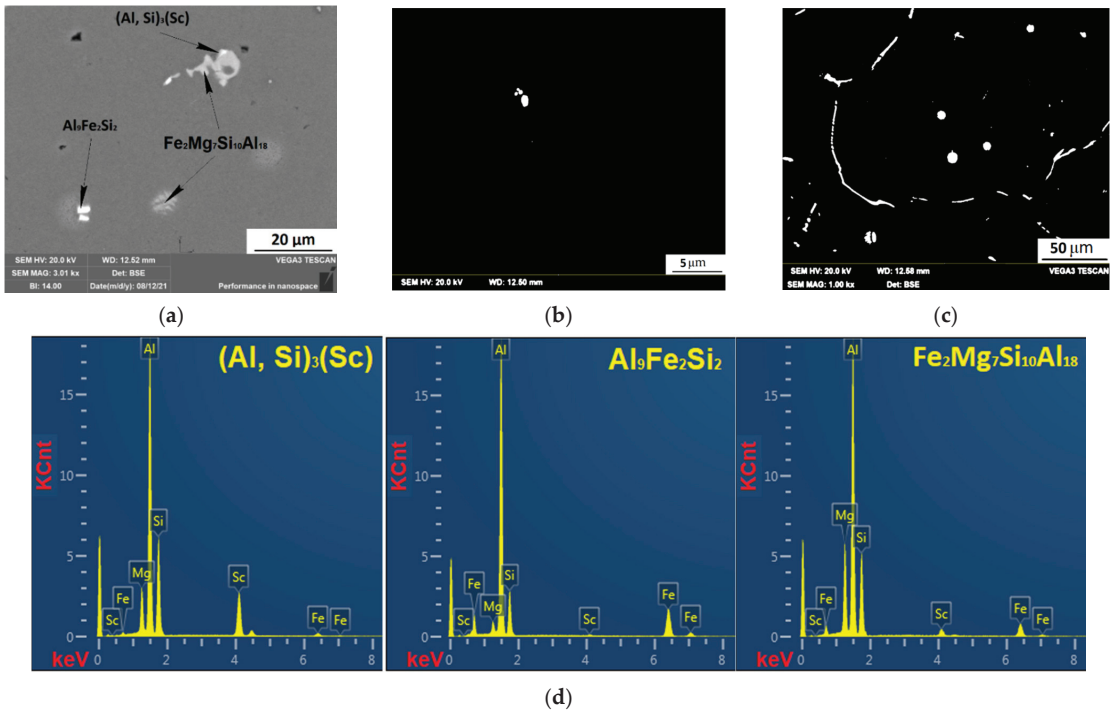 (Al, Si)₃(Sc)
Al₉Fe₂Si₂
Fe₂Mg₇Si₁₀Al₁₈
20 μm
SEM HV: 20.0 kV WD: 12.52 mm VEGA3 TESCAN
SEM MAG: 3.01 kx Det: BSE
BI: 14.00 Date(m/d/y): 08/12/21 Performance in nanospace
5 μm
SEM HV: 20.0 kV WD: 12.50 mm
50 μm
SEM HV: 20.0 kV WD: 12.58 mm VEGA3 TESCAN
SEM MAG: 1.00 kx Det: BSE
(a) (b) (c)
(Al, Si)₃(Sc)
KCnt
15
10
5
0
Al
Si
Mg
Sc
Fe
Sc
Fe
Fe
keV 0 2 4 6 8
Al₉Fe₂Si₂
KCnt
15
10
5
0
Al
Fe
Si
Mg
Sc
Sc
Fe
Fe
keV 0 2 4 6 8
Fe₂Mg₇Si₁₀Al₁₈
KCnt
15
10
5
0
Al
Mg
Si
Fe
Sc
Sc
Fe
Fe
keV 0 2 4 6 8
(d)